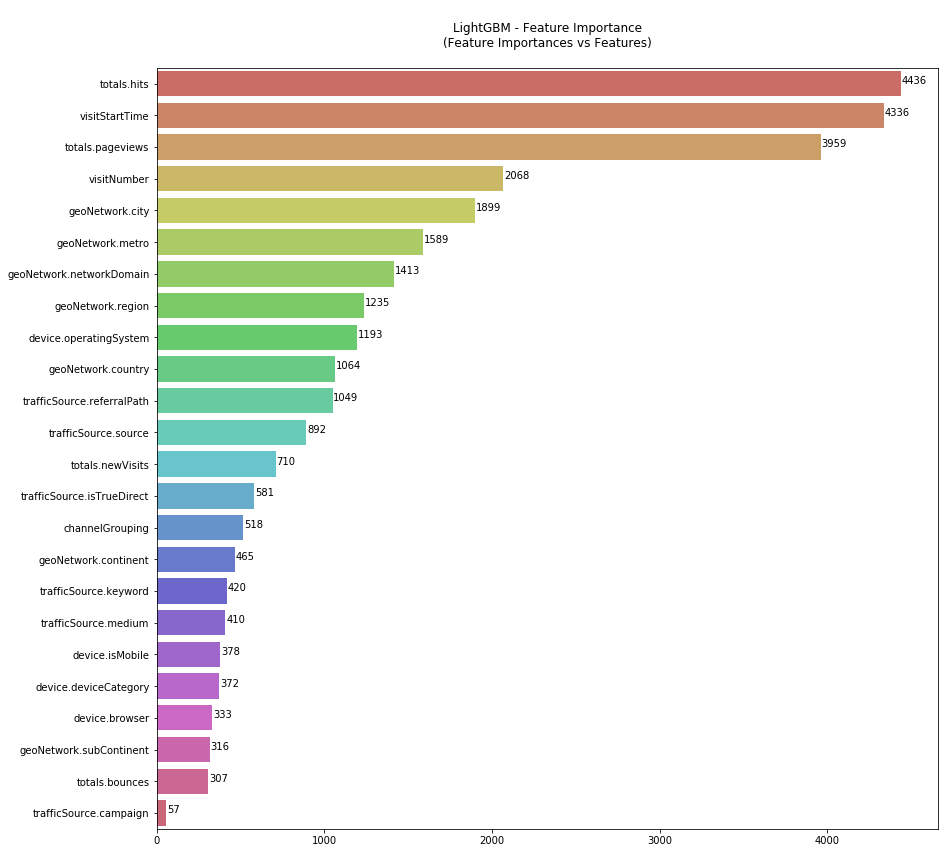 LightGBM - Feature Importance
(Feature Importances vs Features)
totals.hits 4436
visitStartTime 4336
totals.pageviews 3959
visitNumber 2068
geoNetwork.city 1899
geoNetwork.metro 1589
geoNetwork.networkDomain 1413
geoNetwork.region 1235
device.operatingSystem 1193
geoNetwork.country 1064
trafficSource.referralPath 1049
trafficSource.source 892
totals.newVisits 710
trafficSource.isTrueDirect 581
channelGrouping 518
geoNetwork.continent 465
trafficSource.keyword 420
trafficSource.medium 410
device.isMobile 378
device.deviceCategory 372
device.browser 333
geoNetwork.subContinent 316
totals.bounces 307
trafficSource.campaign 57
0 1000 2000 3000 4000